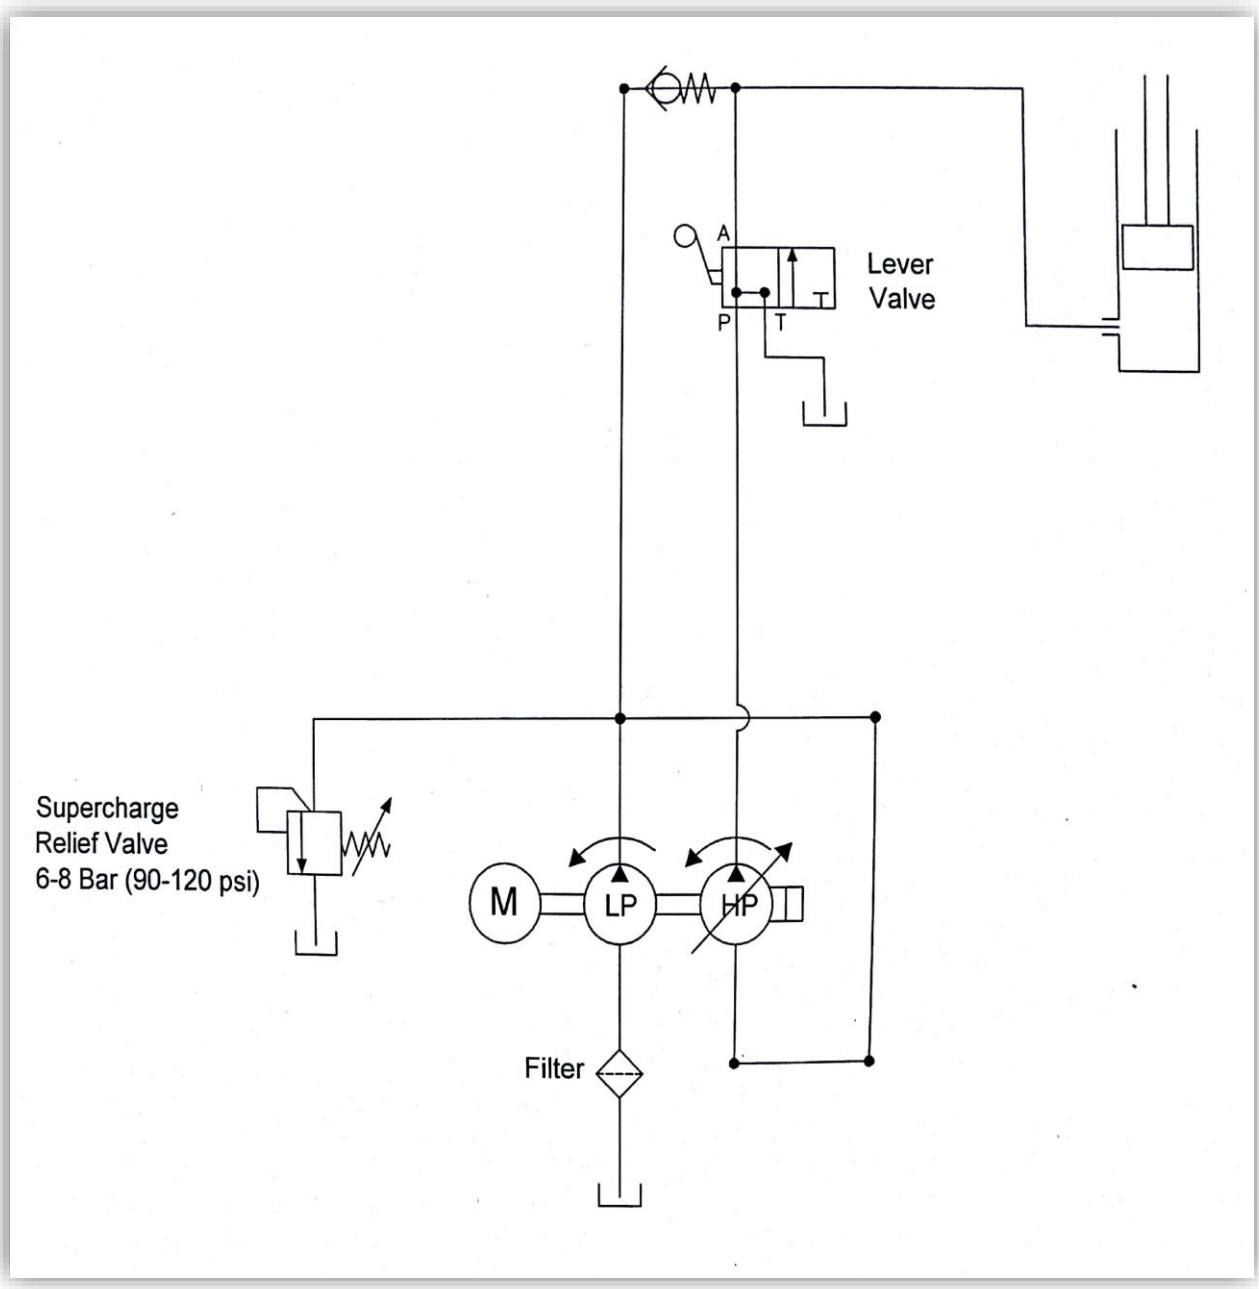 A
Lever
Valve
P
T
T
Supercharge
Relief Valve
6-8 Bar (90-120 psi)
M
LP
HP
Filter